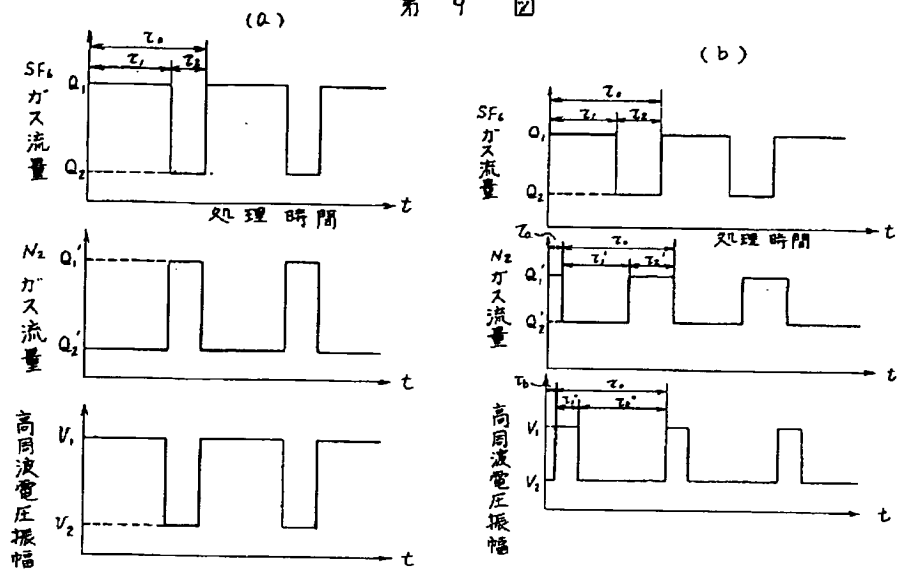 第 9 図
(a)
τ₀
τ₁
τ₂
SF₆ ガス流量
Q₁
Q₂
t
処理時間
N₂ ガス流量
Q₁'
Q₂'
t
高周波電圧振幅
V₁
V₂
t
(b)
τ₀
τ₁
τ₂
SF₆ ガス流量
Q₁
Q₂
t
処理時間
τa
τ₀
τ₁'
τ₂'
N₂ ガス流量
Q₁'
Q₂'
t
τb
τ₀
τ₁"
τ₂"
高周波電圧振幅
V₁
V₂
t